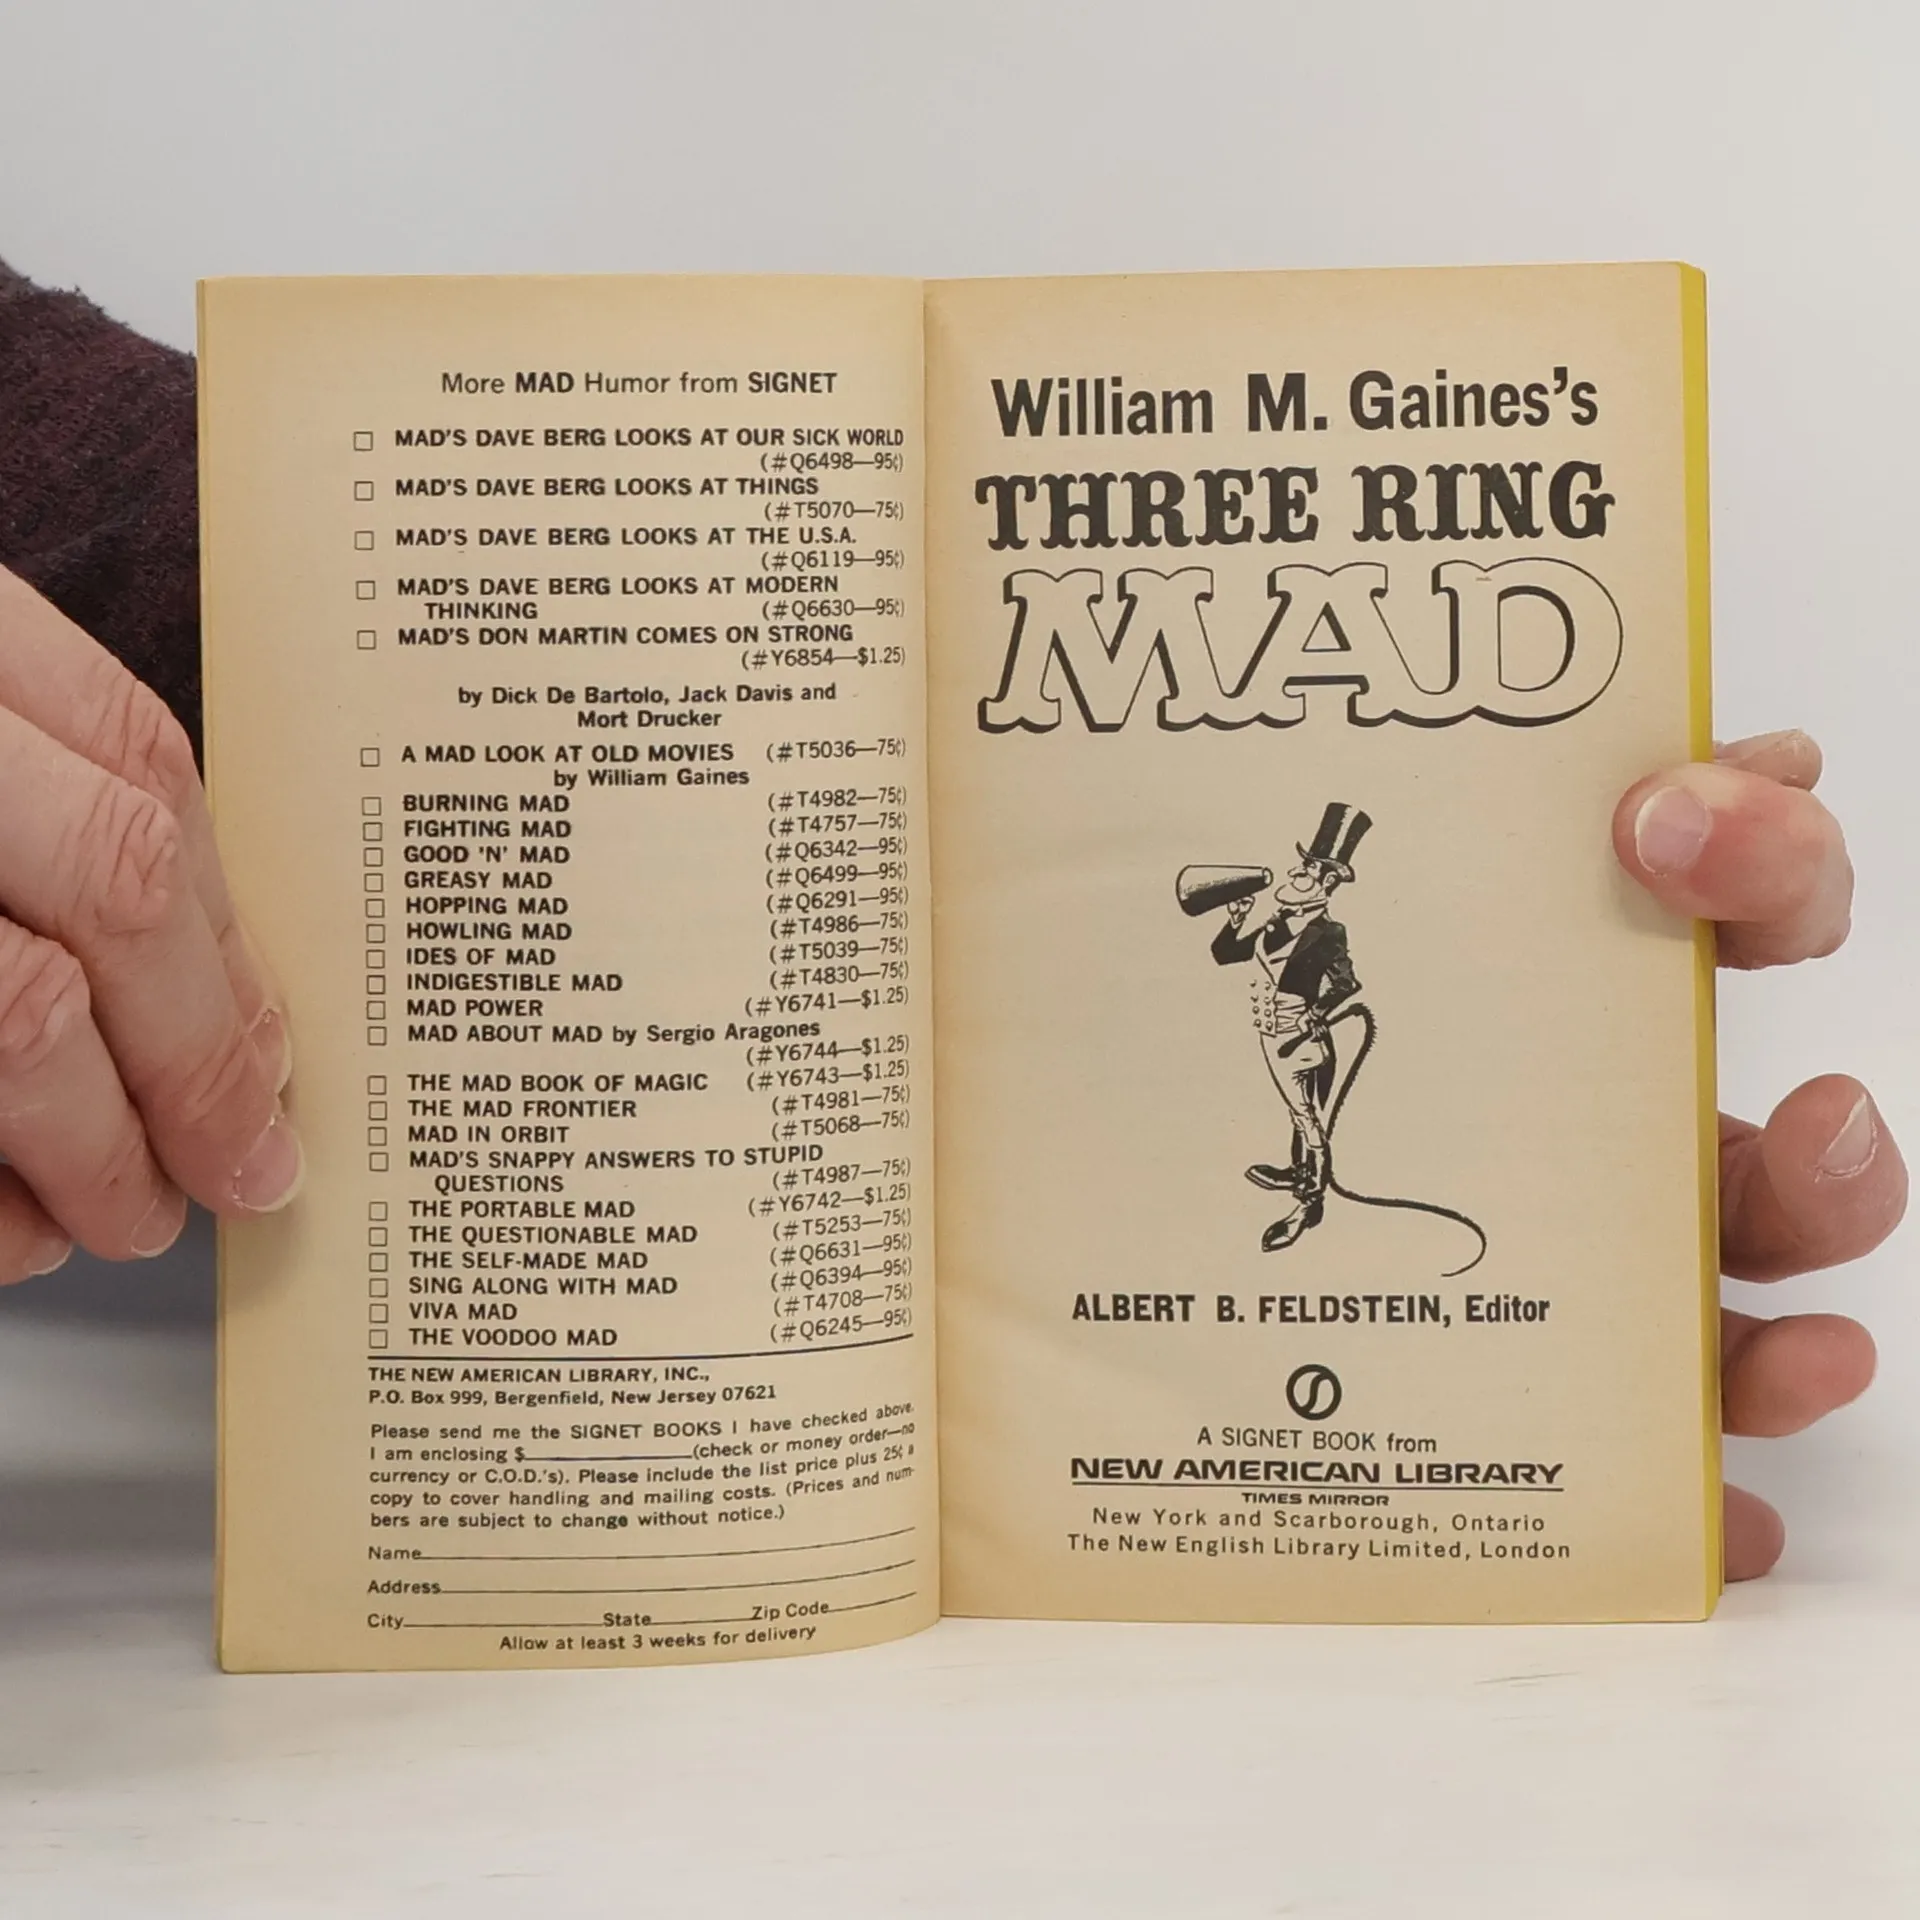 More MAD Humor from SIGNET
□ MAD'S DAVE BERG LOOKS AT OUR SICK WORLD
(#Q6498—95¢)
□ MAD'S DAVE BERG LOOKS AT THINGS
(#T5070—75¢)
□ MAD'S DAVE BERG LOOKS AT THE U.S.A.
(#Q6119—95¢)
□ MAD'S DAVE BERG LOOKS AT MODERN
THINKING (#Q6630—95¢)
□ MAD'S DON MARTIN COMES ON STRONG
(#Y6854—$1.25)
by Dick De Bartolo, Jack Davis and
Mort Drucker
□ A MAD LOOK AT OLD MOVIES (#T5036—75¢)
by William Gaines
□ BURNING MAD (#T4982—75¢)
□ FIGHTING MAD (#T4757—75¢)
□ GOOD 'N' MAD (#Q6342—95¢)
□ GREASY MAD (#Q6499—95¢)
□ HOPPING MAD (#Q6291—95¢)
□ HOWLING MAD (#T4986—75¢)
□ IDES OF MAD (#T5039—75¢)
□ INDIGESTIBLE MAD (#T4830—75¢)
□ MAD POWER (#Y6741—$1.25)
□ MAD ABOUT MAD by Sergio Aragones
(#Y6744—$1.25)
□ THE MAD BOOK OF MAGIC (#Y6743—$1.25)
□ THE MAD FRONTIER (#T4981—75¢)
□ MAD IN ORBIT (#T5068—75¢)
□ MAD'S SNAPPY ANSWERS TO STUPID
QUESTIONS (#T4987—75¢)
□ THE PORTABLE MAD (#Y6742—$1.25)
□ THE QUESTIONABLE MAD (#T5253—75¢)
□ THE SELF-MADE MAD (#Q6631—95¢)
□ SING ALONG WITH MAD (#Q6394—95¢)
□ VIVA MAD (#T4708—75¢)
□ THE VOODOO MAD (#Q6245—95¢)
THE NEW AMERICAN LIBRARY, INC.,
P.O. Box 999, Bergenfield, New Jersey 07621
Please send me the SIGNET BOOKS I have checked above.
I am enclosing $__________(check or money order—no
currency or C.O.D.'s). Please include the list price plus 25¢ a
copy to cover handling and mailing costs. (Prices and num-
bers are subject to change without notice.)
Name__________
Address__________
City__________State__________Zip Code__________
Allow at least 3 weeks for delivery
William M. Gaines's
THREE RING
MAD
ALBERT B. FELDSTEIN, Editor
A SIGNET BOOK from
NEW AMERICAN LIBRARY
TIMES MIRROR
New York and Scarborough, Ontario
The New English Library Limited, London